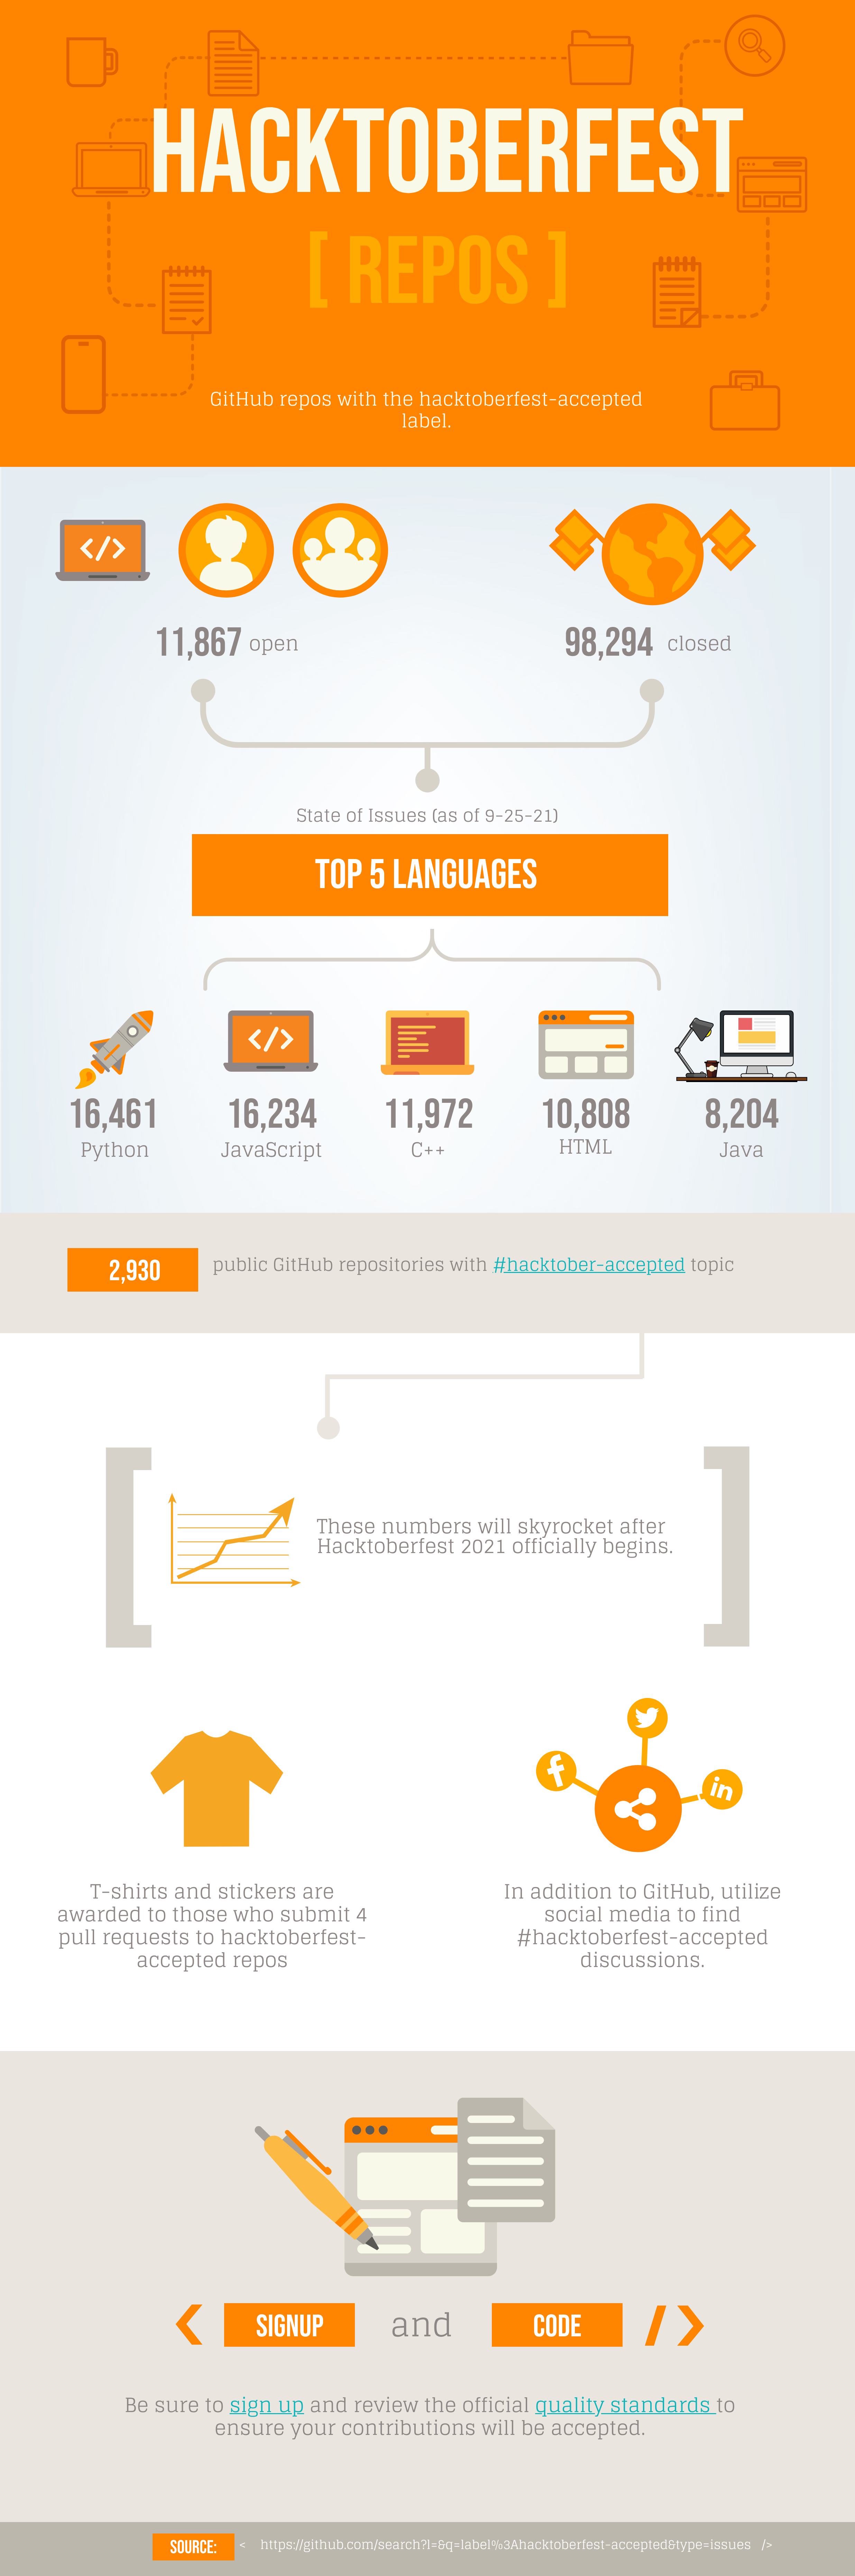 HACKTOBERFEST
[ REPOS ]
GitHub repos with the hacktoberfest-accepted
label.
</>
11,867 open
98,294 closed
State of Issues (as of 9-25-21)
TOP 5 LANGUAGES
</>
16,461
Python
16,234
JavaScript
11,972
C++
10,808
HTML
8,204
Java
2,930
public GitHub repositories with #hacktober-accepted topic
These numbers will skyrocket after
Hacktoberfest 2021 officially begins.
f
in
T-shirts and stickers are
awarded to those who submit 4
pull requests to hacktoberfest-
accepted repos
In addition to GitHub, utilize
social media to find
#hacktoberfest-accepted
discussions.
< SIGNUP and CODE />
Be sure to sign up and review the official quality standards to
ensure your contributions will be accepted.
SOURCE: < https://github.com/search?l=&q=label%3Ahacktoberfest-accepted&type=issues />